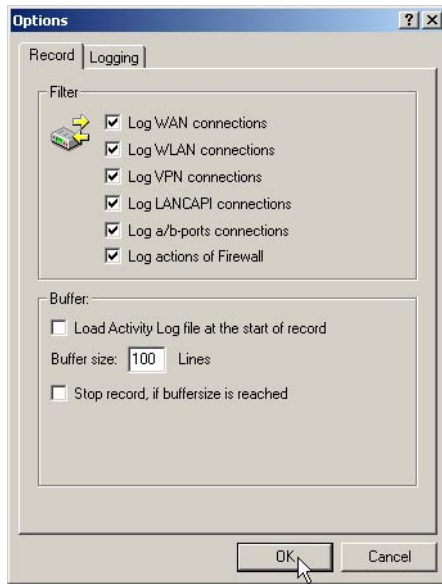 Options
Record Logging
Filter
Log WAN connections
Log WLAN connections
Log VPN connections
Log LANCAPI connections
Log a/b-ports connections
Log actions of Firewall
Buffer:
Load Activity Log file at the start of record
Buffer size: 100 Lines
Stop record, if buffersize is reached
OK Cancel